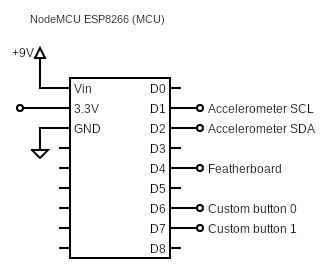 NodeMCU ESP8266 (MCU)
+9V
Vin D0
3.3V D1 Accelerometer SCL
GND D2 Accelerometer SDA
D3
D4 Featherboard
D5
D6 Custom button 0
D7 Custom button 1
D8